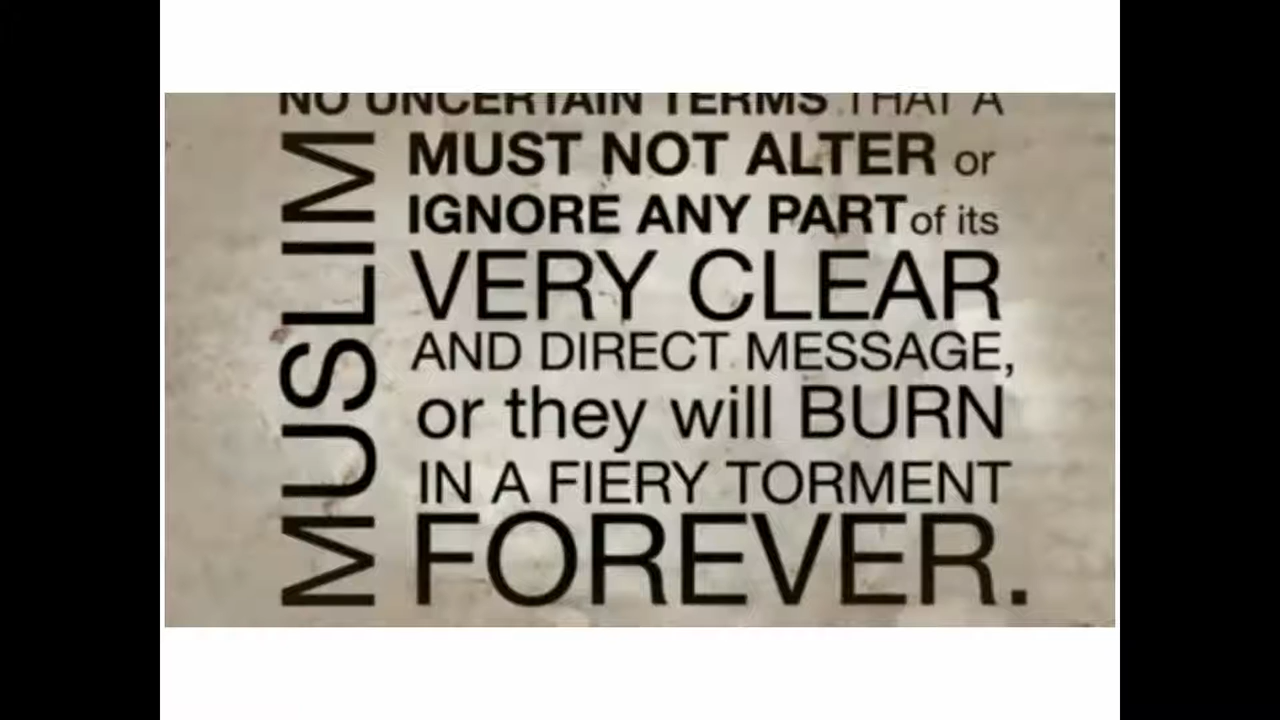 NO UNCERTAIN TERMS THAT A
MUSLIM
MUST NOT ALTER or
IGNORE ANY PART of its
VERY CLEAR
AND DIRECT MESSAGE,
or they will BURN
IN A FIERY TORMENT
FOREVER.